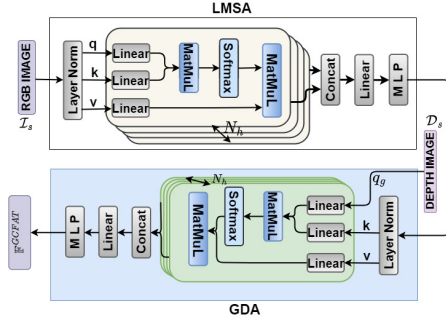 LMSA
RGB IMAGE
I_s
Layer Norm
q
k
v
Linear
Linear
Linear
MatMuL
Softmax
MatMuL
N_h
Concat
Linear
M L P
D_s
DEPTH IMAGE
q_g
k
v
Layer Norm
Linear
Linear
Linear
N_h
MatMuL
Softmax
MatMuL
Concat
Linear
M L P
F^GCFAT
GDA